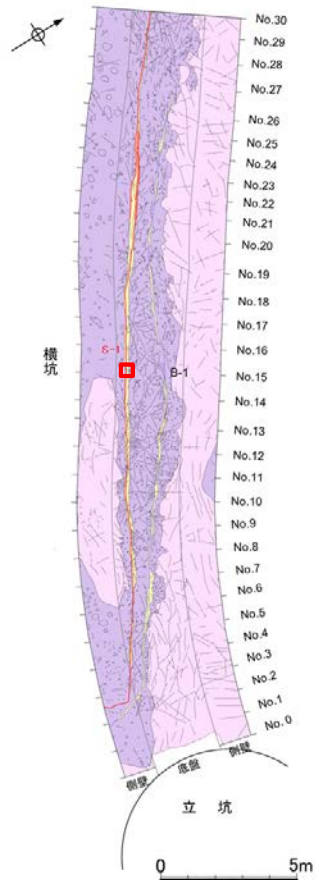 No.30
No.29
No.28
No.27
No.26
No.25
No.24
No.23
No.22
No.21
No.20
No.19
No.18
No.17
横坑
S-1
No.16
B-1
No.15
No.14
No.13
No.12
No.11
No.10
No.9
No.8
No.7
No.6
No.5
No.4
No.3
No.2
No.1
No.0
側壁
底盤
側壁
立 坑
0 5m